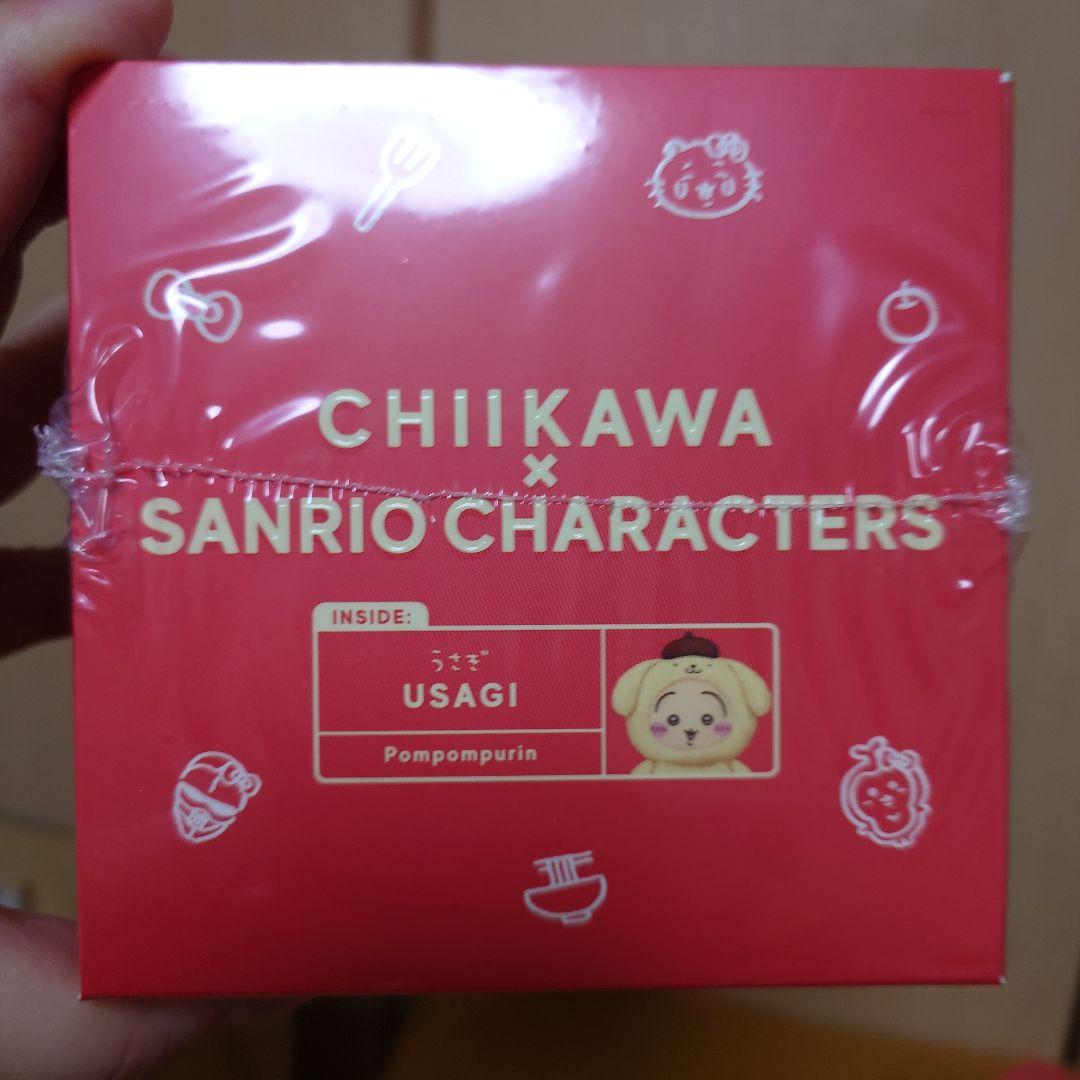 CHIIKAWA
×
SANRIO CHARACTERS
INSIDE:
うさぎ
USAGI
Pompompurin